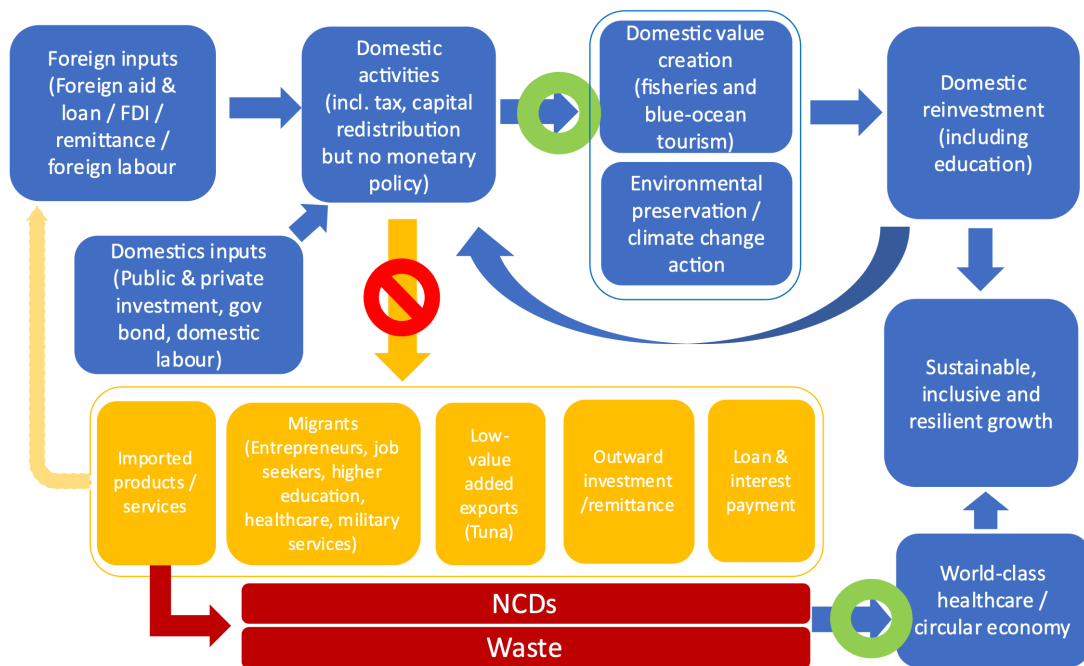 Foreign inputs
(Foreign aid &
loan / FDI /
remittance /
foreign labour
Domestic
activities
(incl. tax, capital
redistribution
but no monetary
policy)
Domestic value
creation
(fisheries and
blue-ocean
tourism)
Environmental
preservation /
climate change
action
Domestic
reinvestment
(including
education)
Domestics inputs
(Public & private
investment, gov
bond, domestic
labour)
Sustainable,
inclusive and
resilient growth
Imported
products /
services
Migrants
(Entrepreneurs, job
seekers, higher
education,
healthcare, military
services)
Low-
value
added
exports
(Tuna)
Outward
investment
/remittance
Loan &
interest
payment
NCDs
Waste
World-class
healthcare /
circular economy